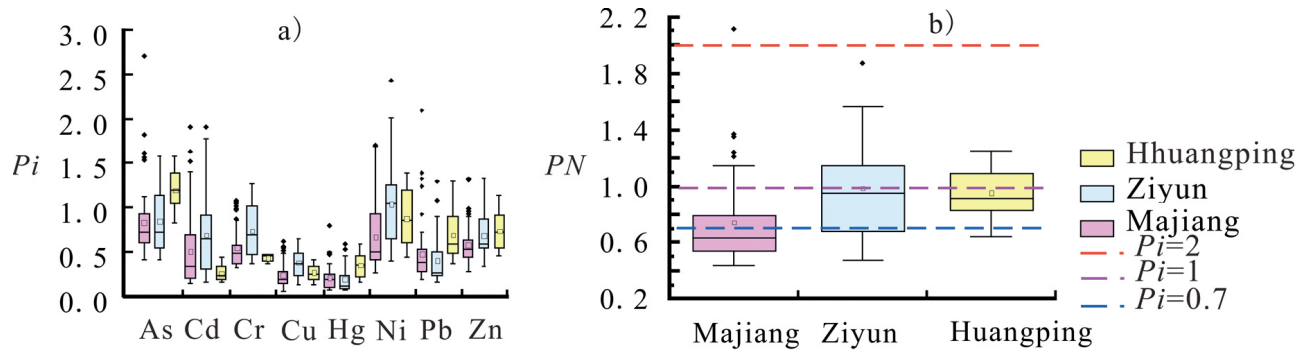 a)
Pi
3.0
2.5
2.0
1.5
1.0
0.5
0.0
As Cd Cr Cu Hg Ni Pb Zn
b)
PN
2.2
1.8
1.4
1.0
0.6
0.2
Majiang Ziyun Huangping
Hhuangping
Ziyun
Majiang
Pi=2
Pi=1
Pi=0.7